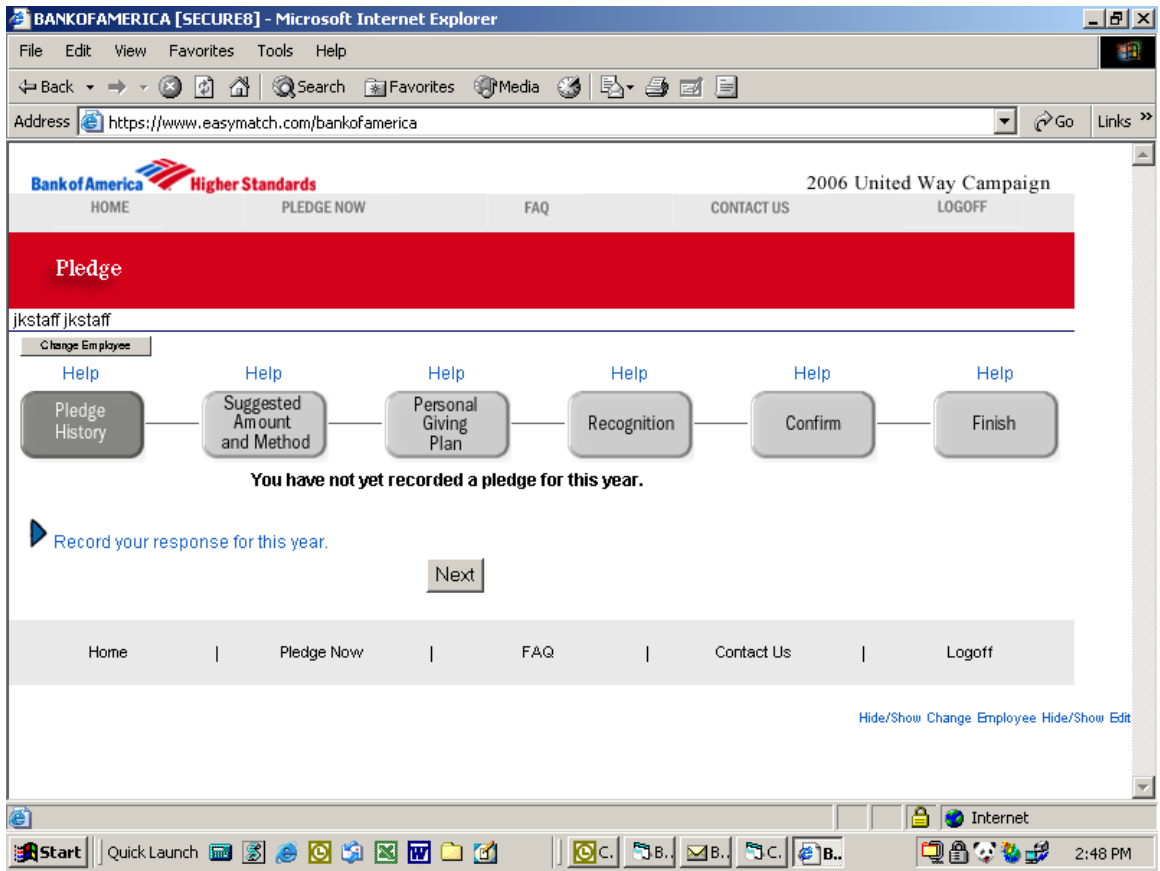 BANKOFAMERICA [SECURE8] - Microsoft Internet Explorer
File Edit View Favorites Tools Help
Back Search Favorites Media
Address https://www.easymatch.com/bankofamerica Go Links »
Bank of America Higher Standards 2006 United Way Campaign
HOME PLEDGE NOW FAQ CONTACT US LOGOFF
Pledge
jkstaff jkstaff
Change Employee
Help Help Help Help Help Help
Pledge History
Suggested Amount and Method
Personal Giving Plan
Recognition
Confirm
Finish
You have not yet recorded a pledge for this year.
Record your response for this year.
Next
Home | Pledge Now | FAQ | Contact Us | Logoff
Hide/Show Change Employee Hide/Show Edit
Internet
Start Quick Launch C. B.. B.. C. B.. 2:48 PM